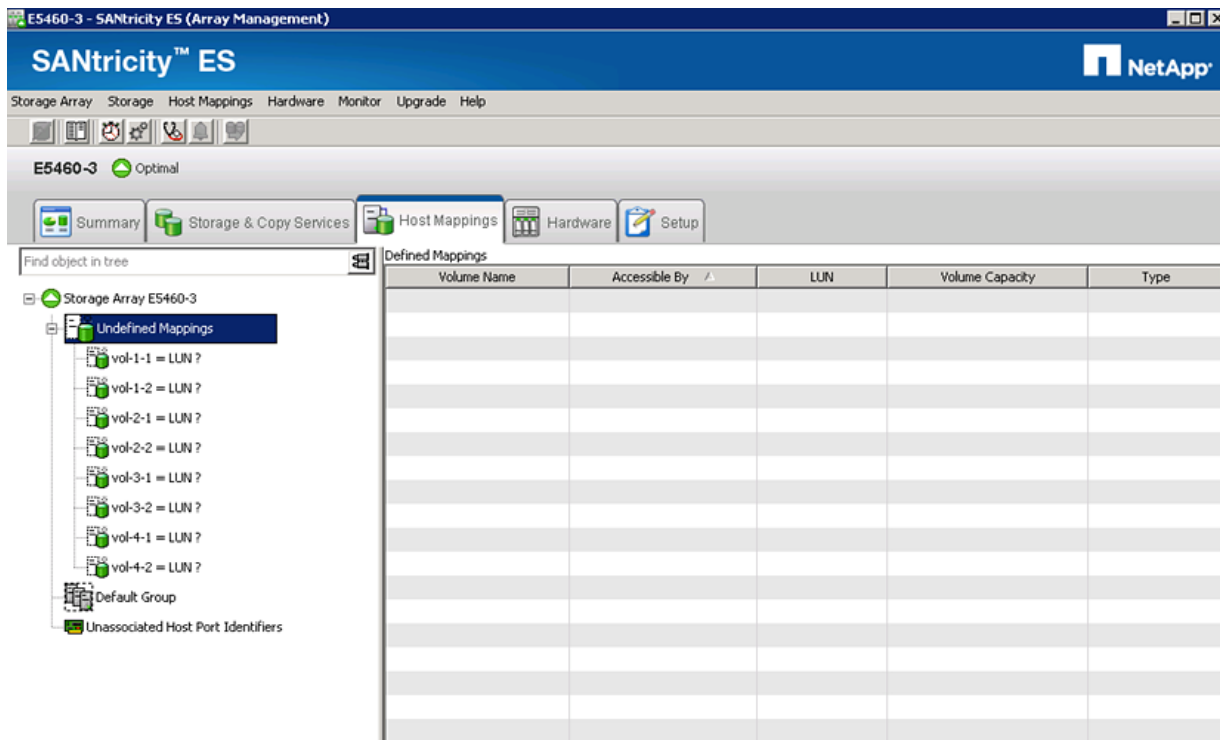 E5460-3 - SANtricity ES (Array Management)
SANtricity™ ES
NetApp
Storage Array Storage Host Mappings Hardware Monitor Upgrade Help
E5460-3 Optimal
Summary Storage & Copy Services Host Mappings Hardware Setup
Find object in tree
Defined Mappings
Volume Name Accessible By LUN Volume Capacity Type
Storage Array E5460-3
Undefined Mappings
vol-1-1 = LUN ?
vol-1-2 = LUN ?
vol-2-1 = LUN ?
vol-2-2 = LUN ?
vol-3-1 = LUN ?
vol-3-2 = LUN ?
vol-4-1 = LUN ?
vol-4-2 = LUN ?
Default Group
Unassociated Host Port Identifiers